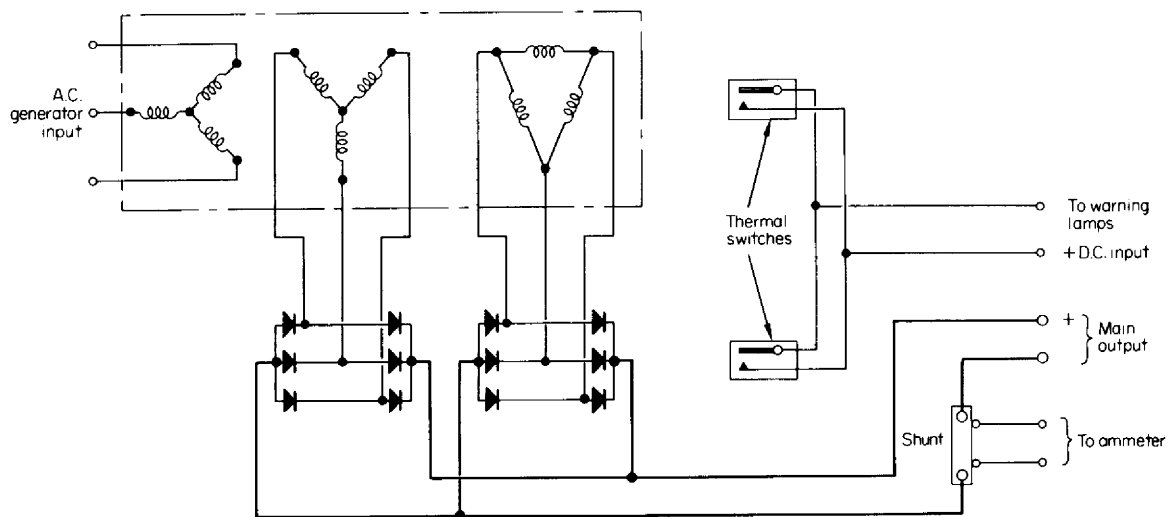 A.C.
generator
input
Thermal
switches
To warning
lamps
+ D.C. input
+
Main
output
Shunt
To ammeter